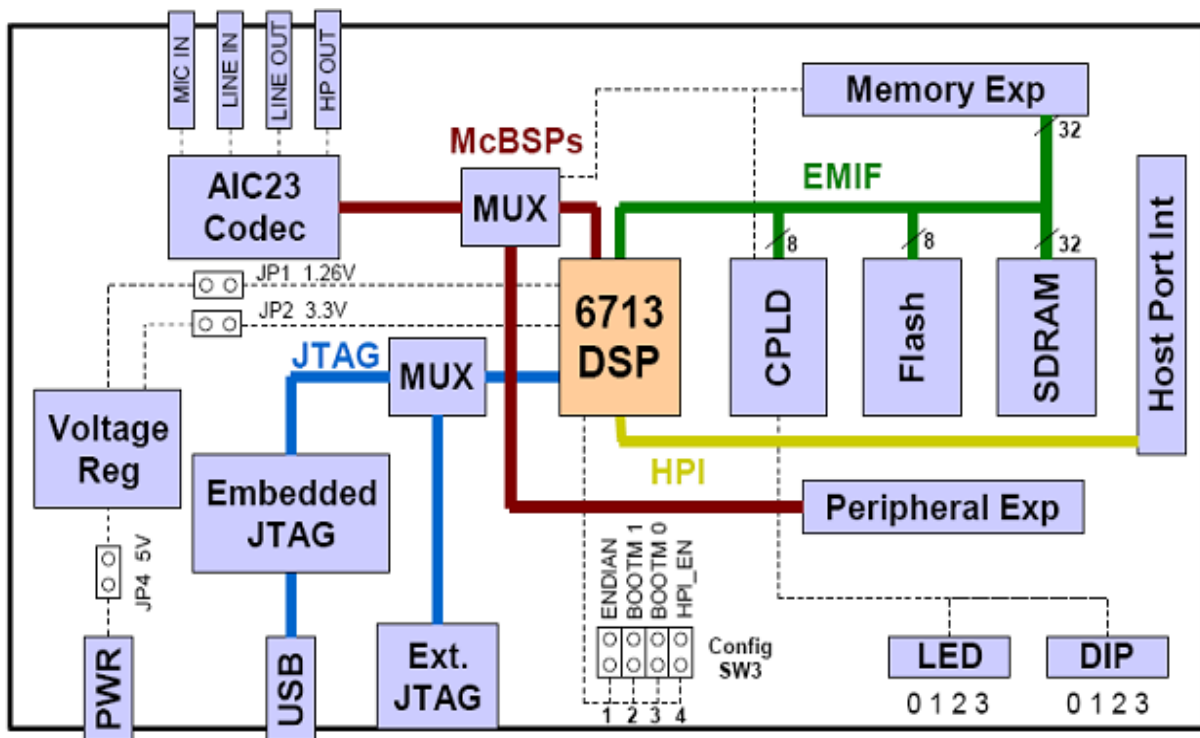 MIC IN
LINE IN
LINE OUT
HP OUT
Memory Exp
32
McBSPs
EMIF
AIC23
Codec
MUX
8
8
32
Host Port Int
JP1 1.26V
JP2 3.3V
6713
DSP
CPLD
Flash
SDRAM
JTAG
MUX
Voltage
Reg
HPI
Embedded
JTAG
Peripheral Exp
JP4 5V
ENDIAN
BOOTM 1
BOOTM 0
HPI_EN
Config
SW3
PWR
USB
Ext.
JTAG
1 2 3 4
LED
DIP
0 1 2 3
0 1 2 3